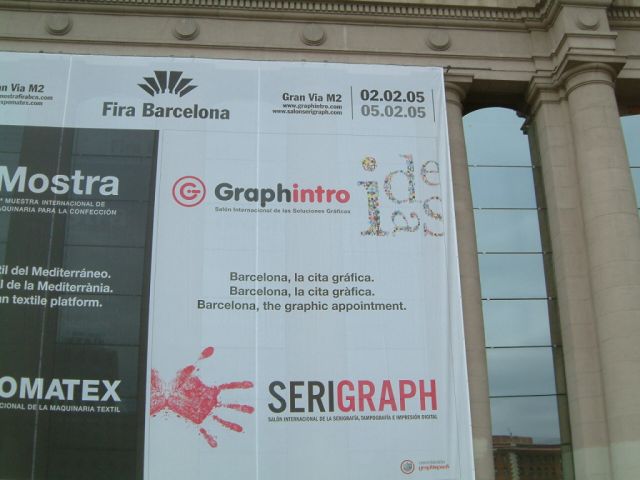 Gran Via M2
Fira Barcelona
Gran Via M2
www.graphintro.com
www.salonserigraph.com
02.02.05
05.02.05
Mostra
MUESTRA INTERNACIONAL DE
MAQUINARIA PARA LA CONFECCIÓN
Graphintro
Salón Internacional de las Soluciones Gráficas
ideas
til del Mediterráneo.
l de la Mediterrània.
an textile platform.
Barcelona, la cita gráfica.
Barcelona, la cita gràfica.
Barcelona, the graphic appointment.
OMATEX
CIONAL DE LA MAQUINARIA TEXTIL
SERIGRAPH
SALÓN INTERNACIONAL DE LA SERIGRAFÍA, TAMPOGRAFÍA E IMPRESIÓN DIGITAL
graphispack